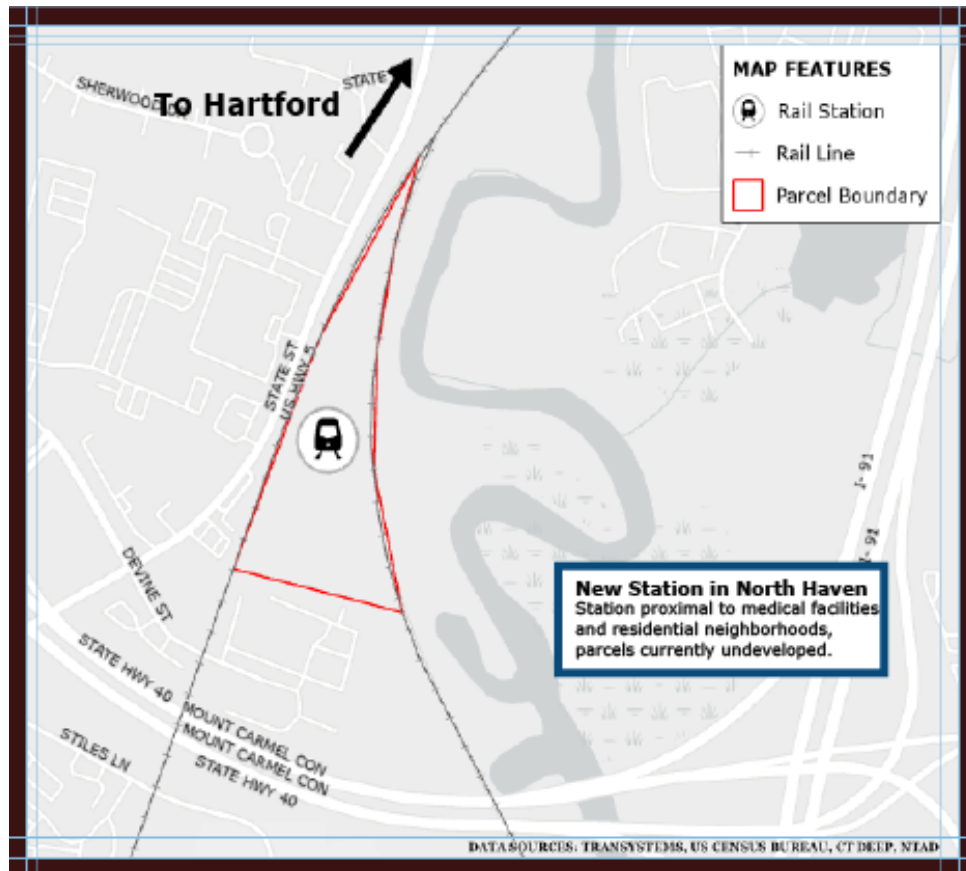 SHERWOOD
To Hartford
STATE
MAP FEATURES
Rail Station
Rail Line
Parcel Boundary
STATE ST
US HWY 5
I- 91
I- 91
DEVINE ST
New Station in North Haven
Station proximal to medical facilities
and residential neighborhoods,
parcels currently undeveloped.
STATE HWY 40
MOUNT CARMEL CON
MOUNT CARMEL CON
STATE HWY 40
STILES LN
DATA SOURCES: TRANSYSTEMS, US CENSUS BUREAU, CT DEEP, NTAD